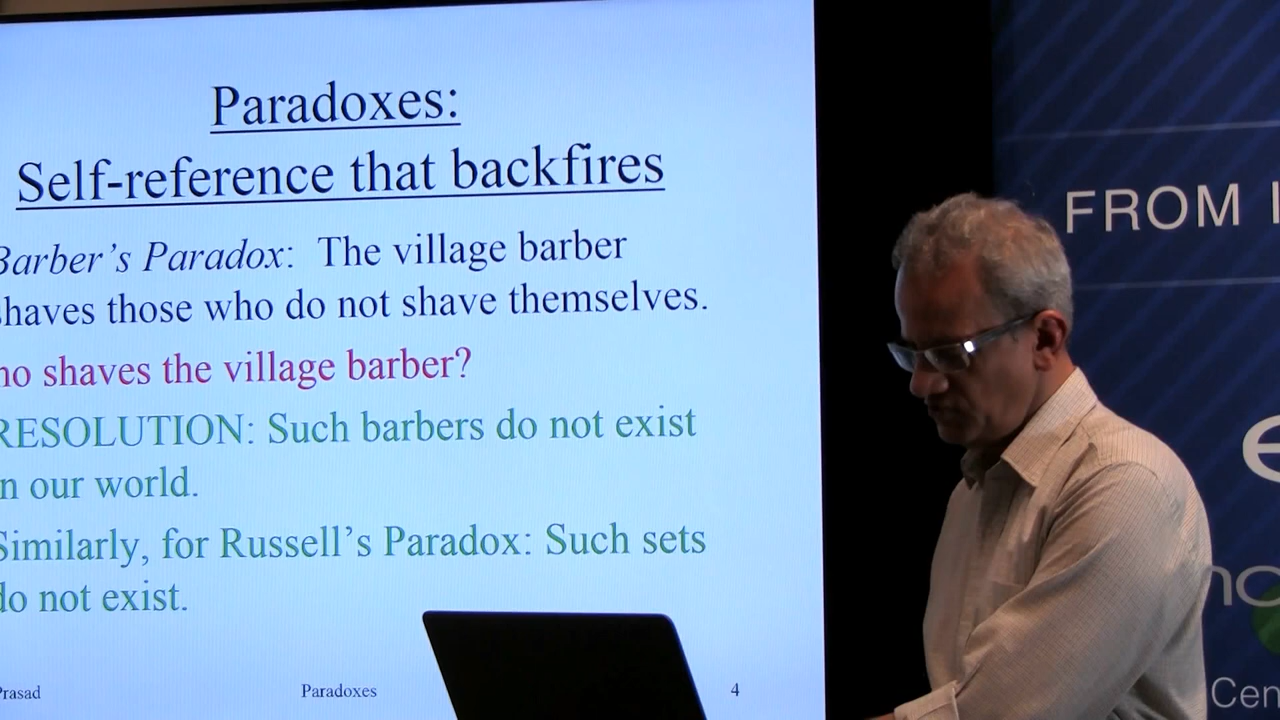 Paradoxes:
Self-reference that backfires
Barber's Paradox: The village barber
shaves those who do not shave themselves.
ho shaves the village barber?
RESOLUTION: Such barbers do not exist
n our world.
Similarly, for Russell's Paradox: Such sets
do not exist.
Prasad
Paradoxes
4
FROM
e
no
Cen